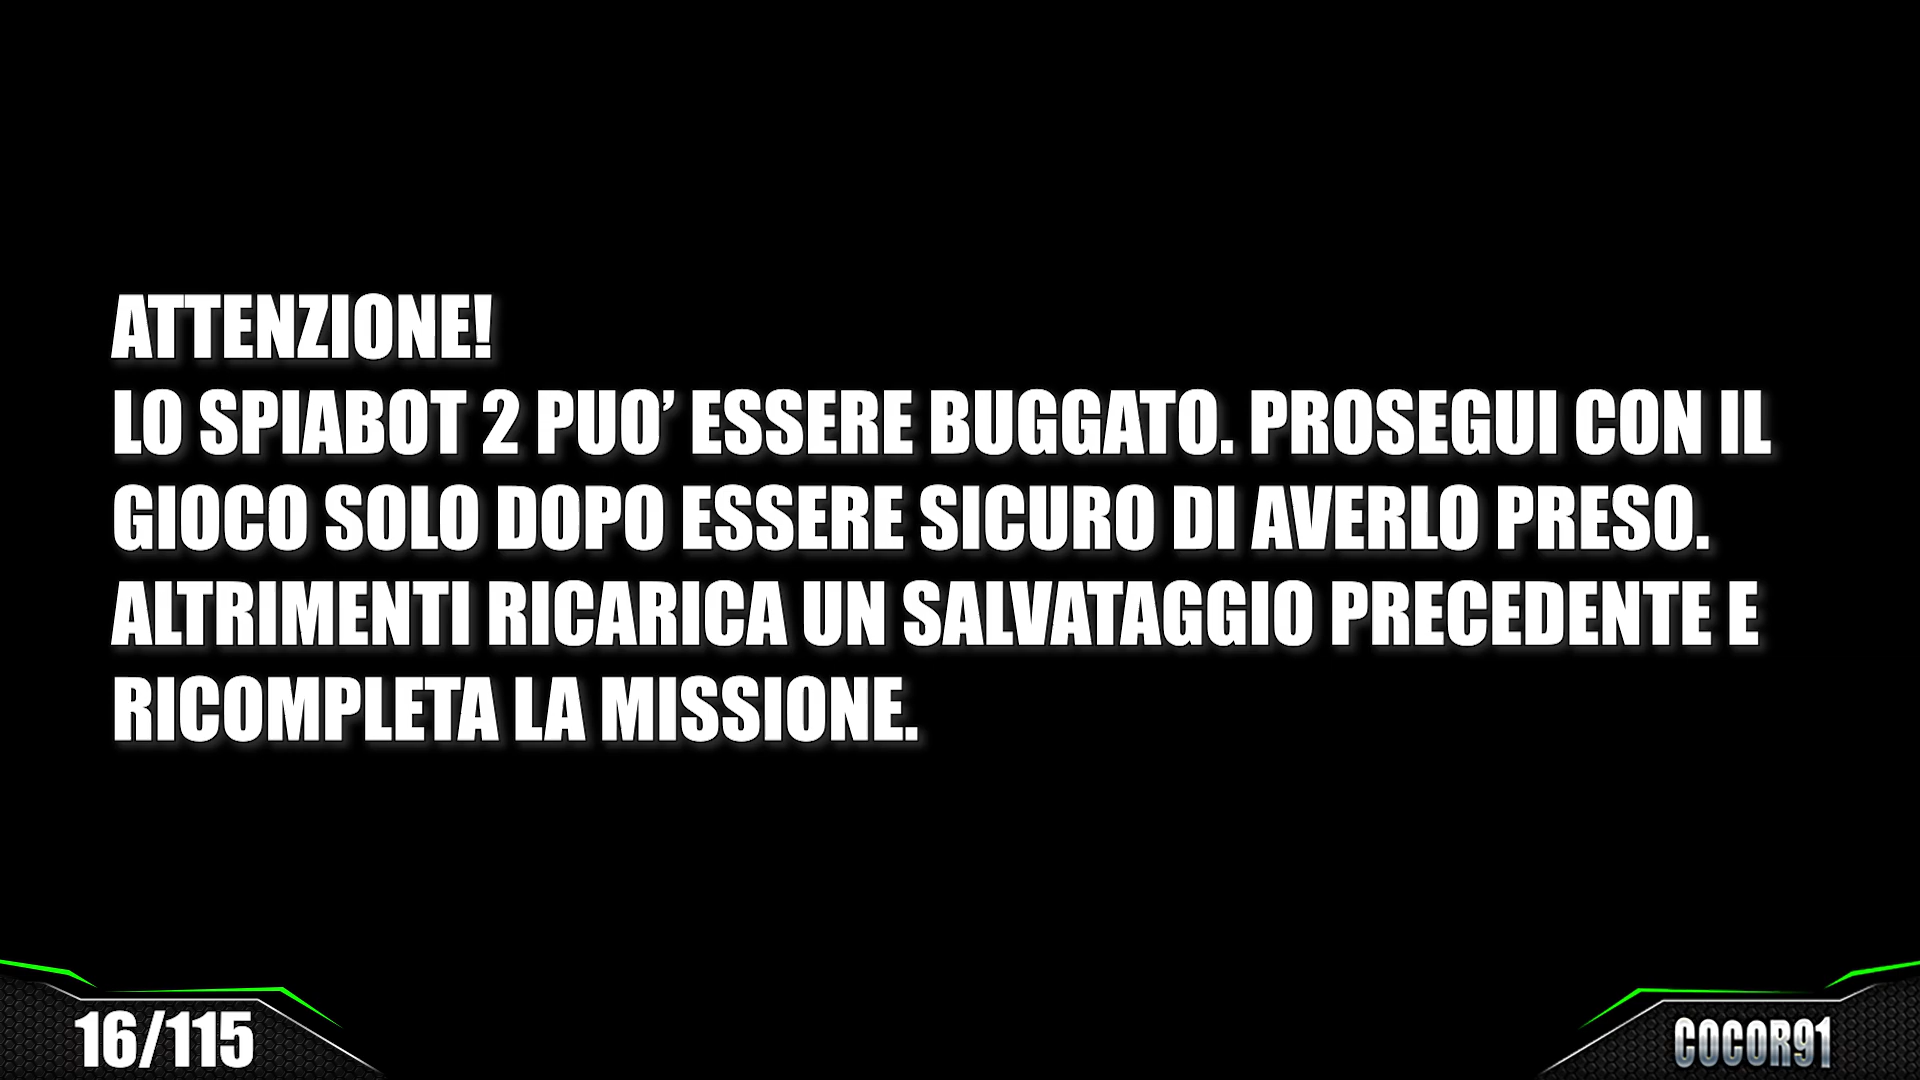 ATTENZIONE!
LO SPIABOT 2 PUO’ ESSERE BUGGATO. PROSEGUI CON IL
GIOCO SOLO DOPO ESSERE SICURO DI AVERLO PRESO.
ALTRIMENTI RICARICA UN SALVATAGGIO PRECEDENTE E
RICOMPLETA LA MISSIONE.
16/115
COCOR91